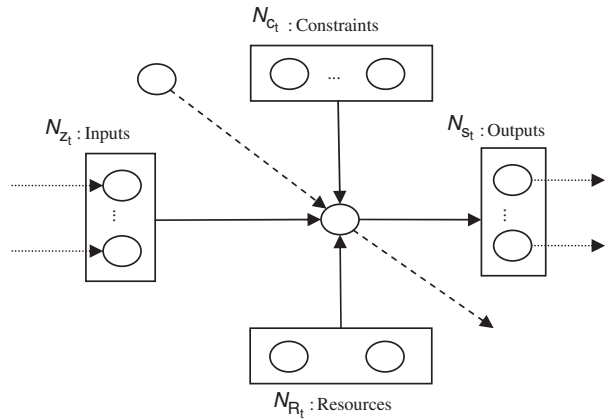 N_{c_t} : Constraints
...
N_{z_t} : Inputs
...
N_{s_t} : Outputs
...
N_{R_t} : Resources